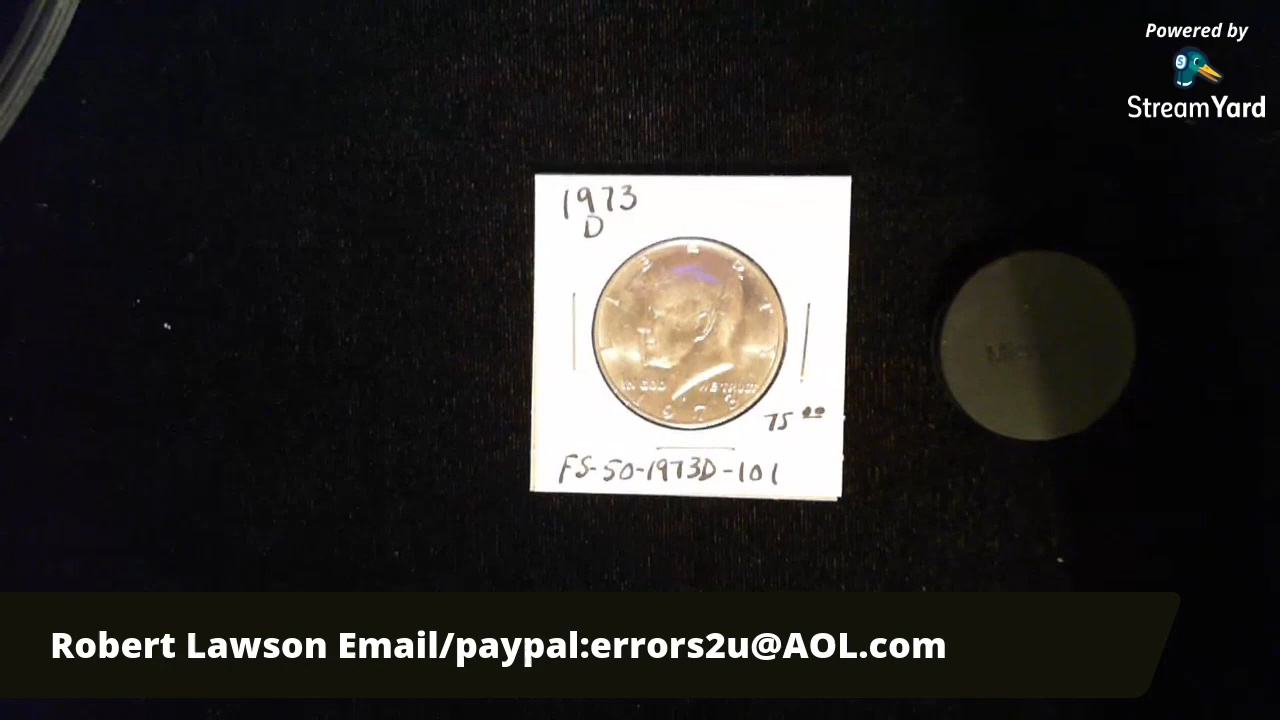 Powered by
StreamYard
1973
D
IN GOD WE TRUST
1973
75 00
FS-50-1973D-101
Robert Lawson Email/paypal:errors2u@AOL.com